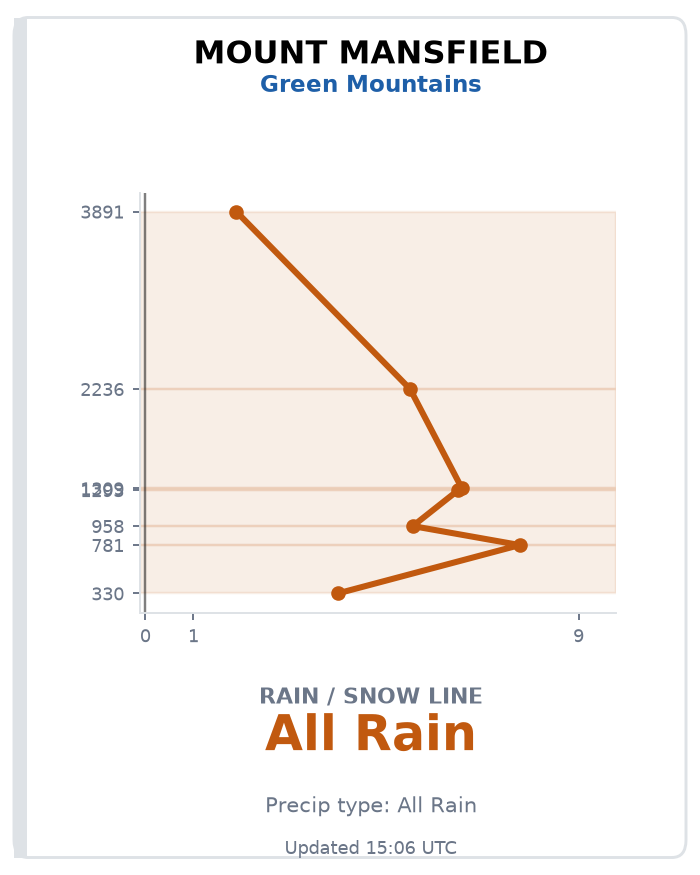 MOUNT MANSFIELD
Green Mountains
3891
2236
958
781
330
0 1 9
RAIN / SNOW LINE
All Rain
Precip type: All Rain
Updated 15:06 UTC